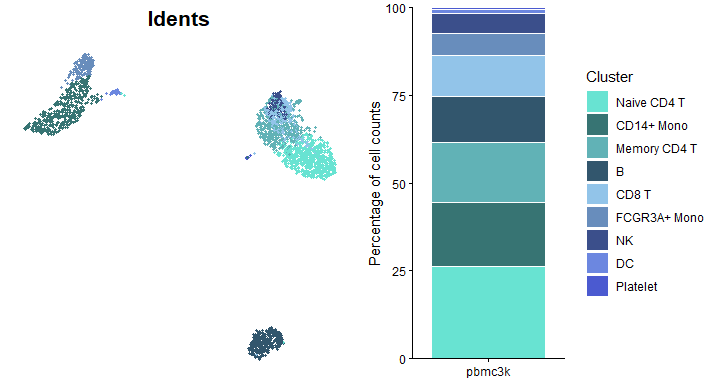 Idents
Percentage of cell counts
100
75
50
25
0
pbmc3k
Cluster
Naive CD4 T
CD14+ Mono
Memory CD4 T
B
CD8 T
FCGR3A+ Mono
NK
DC
Platelet